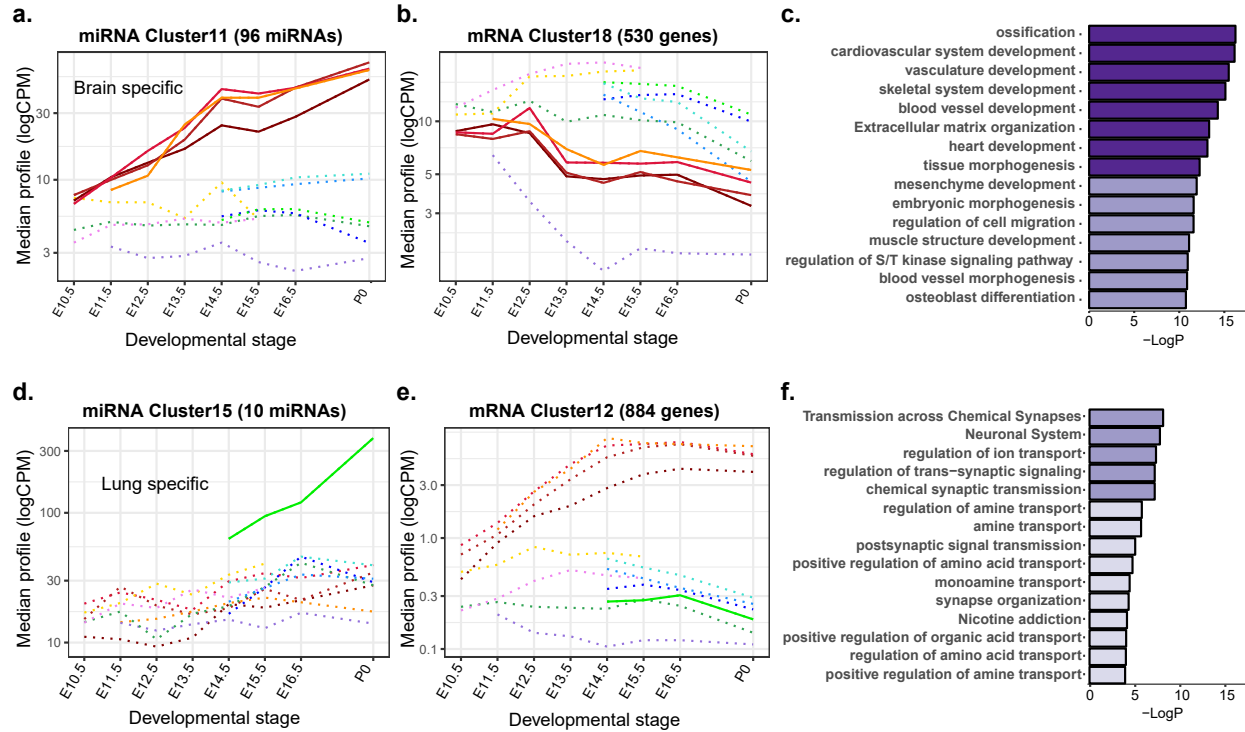 a.
miRNA Cluster11 (96 miRNAs)
Brain specific
Median profile (logCPM)
30
10
3
E10.5
E11.5
E12.5
E13.5
E14.5
E15.5
E16.5
P0
Developmental stage
b.
mRNA Cluster18 (530 genes)
Median profile (logCPM)
10
5
3
E10.5
E11.5
E12.5
E13.5
E14.5
E15.5
E16.5
P0
Developmental stage
c.
ossification
cardiovascular system development
vasculature development
skeletal system development
blood vessel development
Extracellular matrix organization
heart development
tissue morphogenesis
mesenchyme development
embryonic morphogenesis
regulation of cell migration
muscle structure development
regulation of S/T kinase signaling pathway
blood vessel morphogenesis
osteoblast differentiation
0 5 10 15
−LogP
d.
miRNA Cluster15 (10 miRNAs)
Lung specific
Median profile (logCPM)
300
100
30
10
E10.5
E11.5
E12.5
E13.5
E14.5
E15.5
E16.5
P0
Developmental stage
e.
mRNA Cluster12 (884 genes)
Median profile (logCPM)
3.0
1.0
0.3
0.1
E10.5
E11.5
E12.5
E13.5
E14.5
E15.5
E16.5
P0
Developmental stage
f.
Transmission across Chemical Synapses
Neuronal System
regulation of ion transport
regulation of trans−synaptic signaling
chemical synaptic transmission
regulation of amine transport
amine transport
postsynaptic signal transmission
positive regulation of amino acid transport
monoamine transport
synapse organization
Nicotine addiction
positive regulation of organic acid transport
regulation of amino acid transport
positive regulation of amine transport
0 5 10 15
−LogP